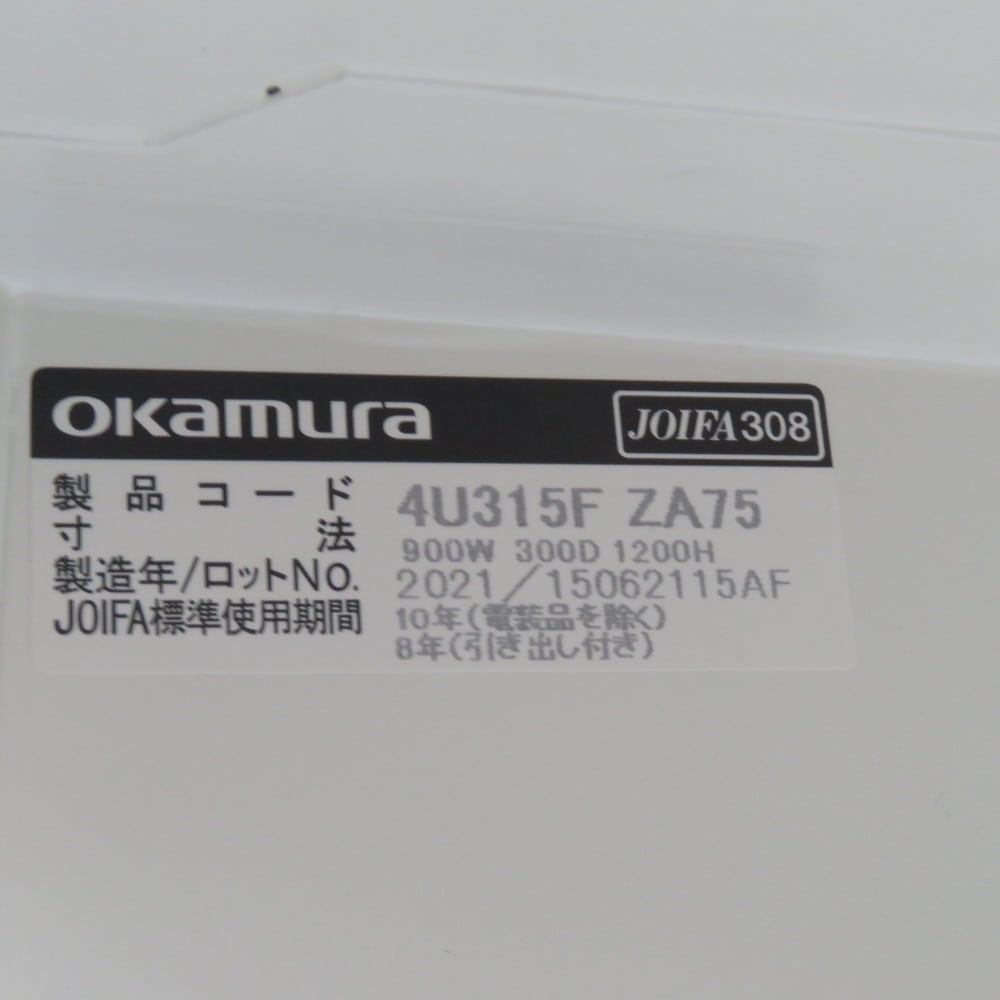 okamura JOIFA308
製品コード 4U315F ZA75
寸法 900W 300D 1200H
製造年/ロットNo. 2021/15062115AF
JOIFA標準使用期間 10年(電装品を除く)
8年(引き出し付き)